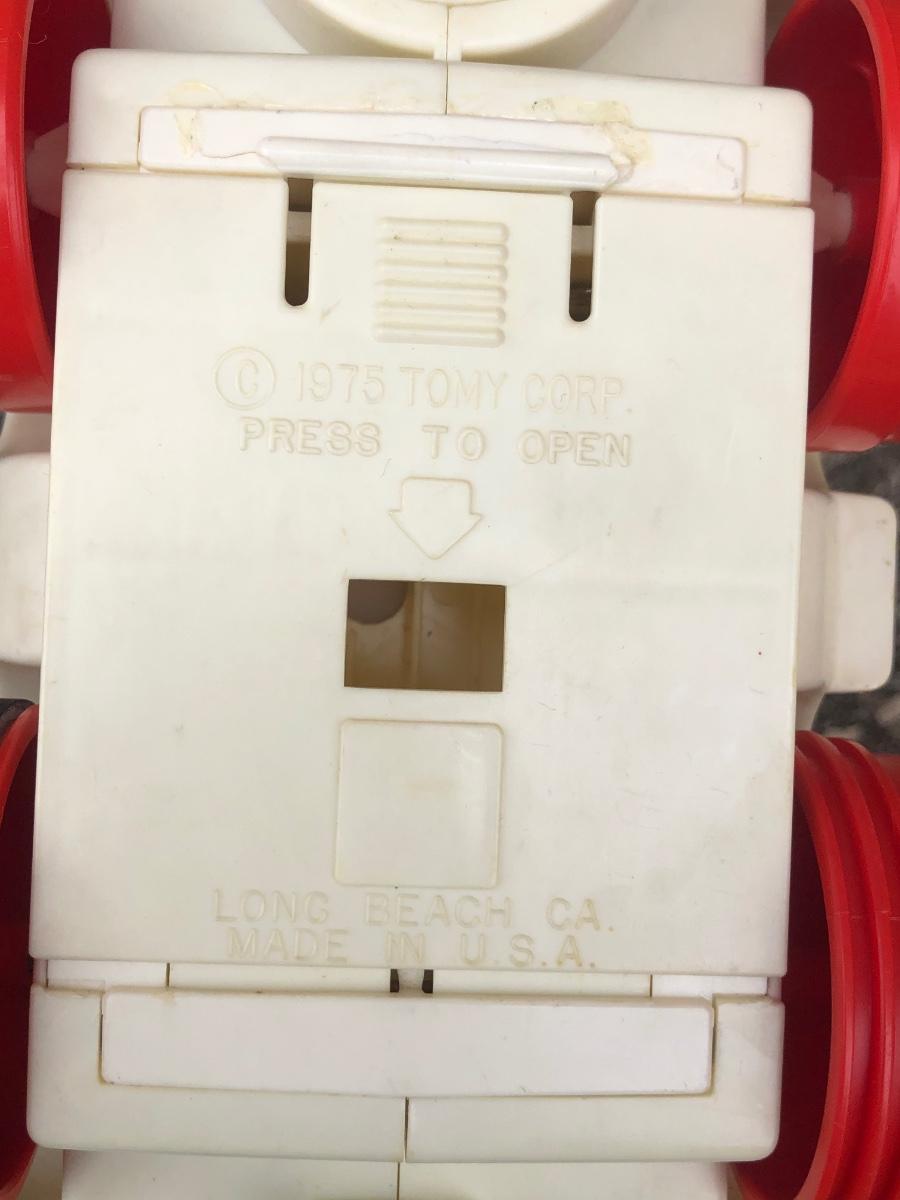 © 1975 TOMY CORP.
PRESS TO OPEN
LONG BEACH CA.
MADE IN U.S.A.